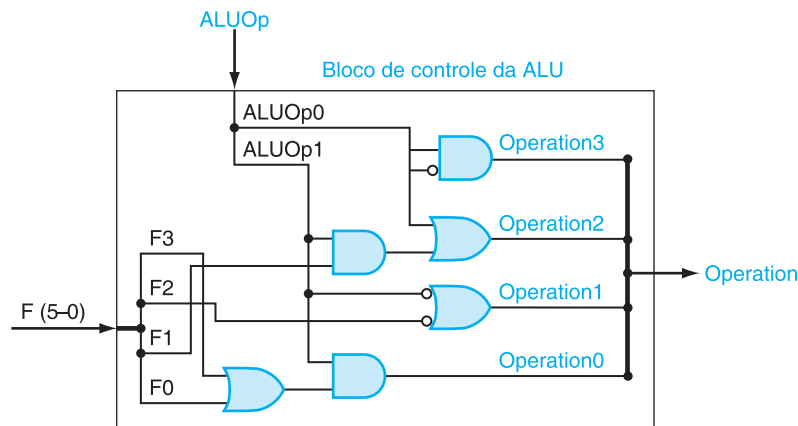 ALUOp
Bloco de controle da ALU
ALUOp0
Operation3
ALUOp1
Operation2
F3
Operation
F2
Operation1
F (5–0)
F1
Operation0
F0